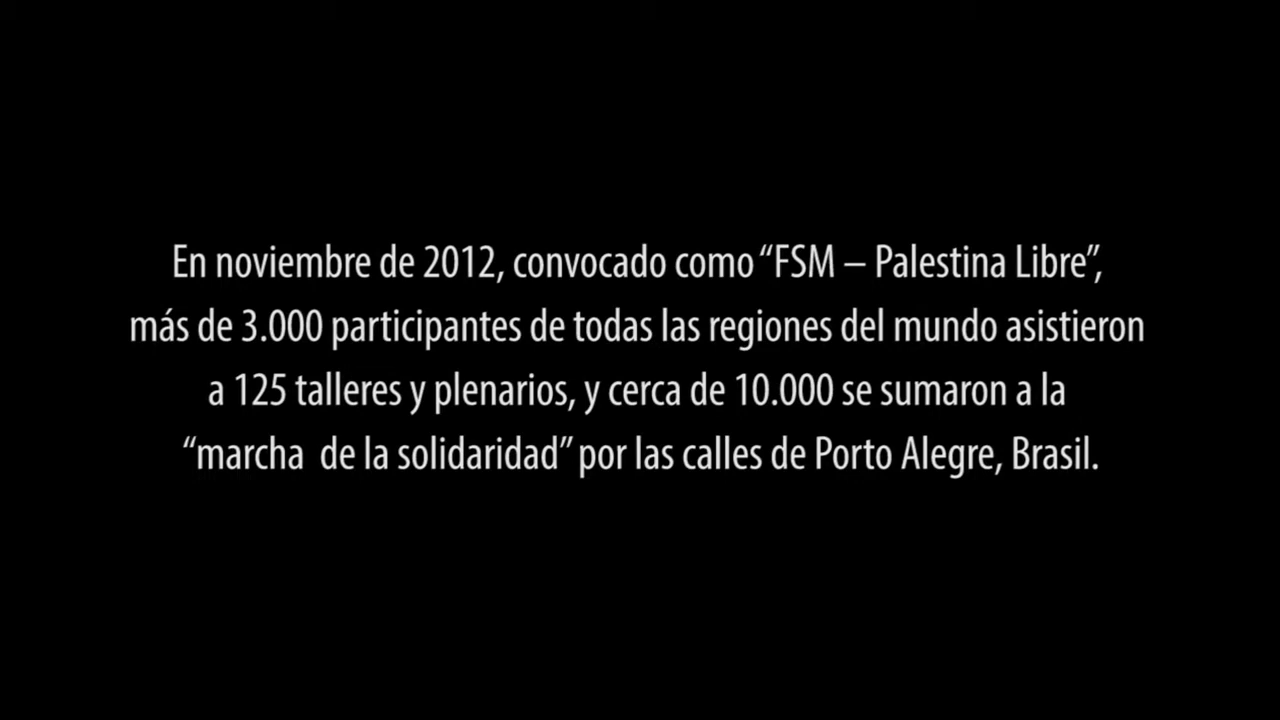 En noviembre de 2012, convocado como “FSM – Palestina Libre”,
más de 3.000 participantes de todas las regiones del mundo asistieron
a 125 talleres y plenarios, y cerca de 10.000 se sumaron a la
“marcha  de la solidaridad” por las calles de Porto Alegre, Brasil.